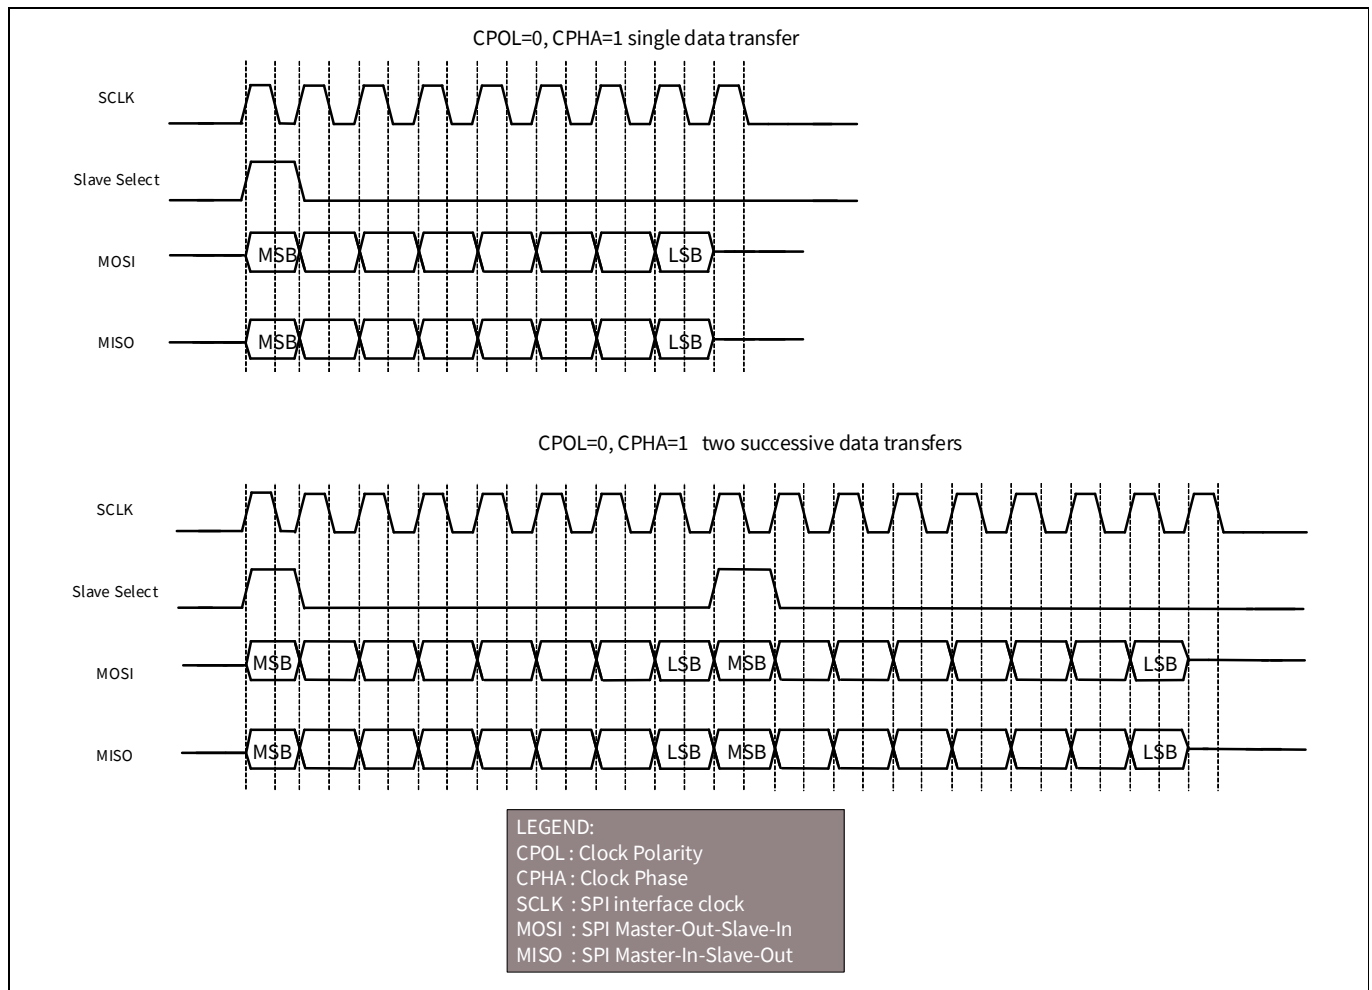 CPOL=0, CPHA=1 single data transfer
SCLK
Slave Select
MOSI
MSB
LSB
MISO
MSB
LSB
CPOL=0, CPHA=1 two successive data transfers
SCLK
Slave Select
MOSI
MSB
LSB
MSB
LSB
MISO
MSB
LSB
MSB
LSB
LEGEND:
CPOL : Clock Polarity
CPHA : Clock Phase
SCLK : SPI interface clock
MOSI : SPI Master-Out-Slave-In
MISO : SPI Master-In-Slave-Out